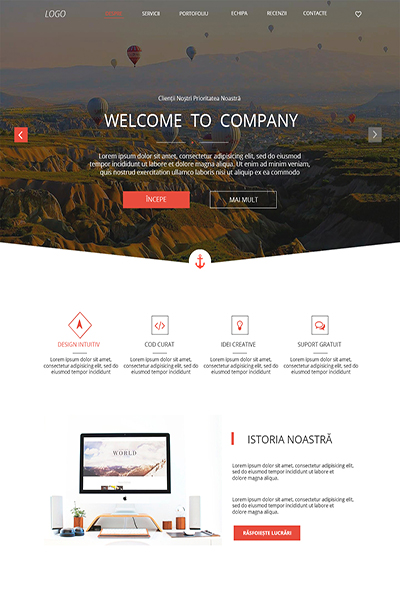 LOGO
DESPRE SERVICII PORTOFOLIU ECHIPA RECENZII CONTACTE
Clienții Noștri Prioritatea Noastră
WELCOME TO COMPANY
Lorem ipsum dolor sit amet, consectetur adipisicing elit, sed do eiusmod
tempor incididunt ut labore et dolore magna aliqua. Ut enim ad minim veniam,
quis nostrud exercitation ullamco laboris nisi ut aliquip ex ea commodo
ÎNCEPE MAI MULT
DESIGN INTUITIV
Lorem ipsum dolor sit amet,
consectetur adipisicing elit, sed do
eiusmod tempor incididunt
COD CURAT
Lorem ipsum dolor sit amet,
consectetur adipisicing elit, sed do
eiusmod tempor incididunt
IDEI CREATIVE
Lorem ipsum dolor sit amet,
consectetur adipisicing elit, sed do
eiusmod tempor incididunt
SUPORT GRATUIT
Lorem ipsum dolor sit amet,
consectetur adipisicing elit, sed do
eiusmod tempor incididunt
WORLD
ISTORIA NOASTRĂ
Lorem ipsum dolor sit amet, consectetur adipisicing elit,
sed do eiusmod tempor incididunt ut labore et dolore
magna aliqua.
Lorem ipsum dolor sit amet, consectetur adipisicing elit,
sed do eiusmod tempor incididunt ut labore et dolore
magna aliqua.
RĂSFOIEȘTE LUCRĂRI